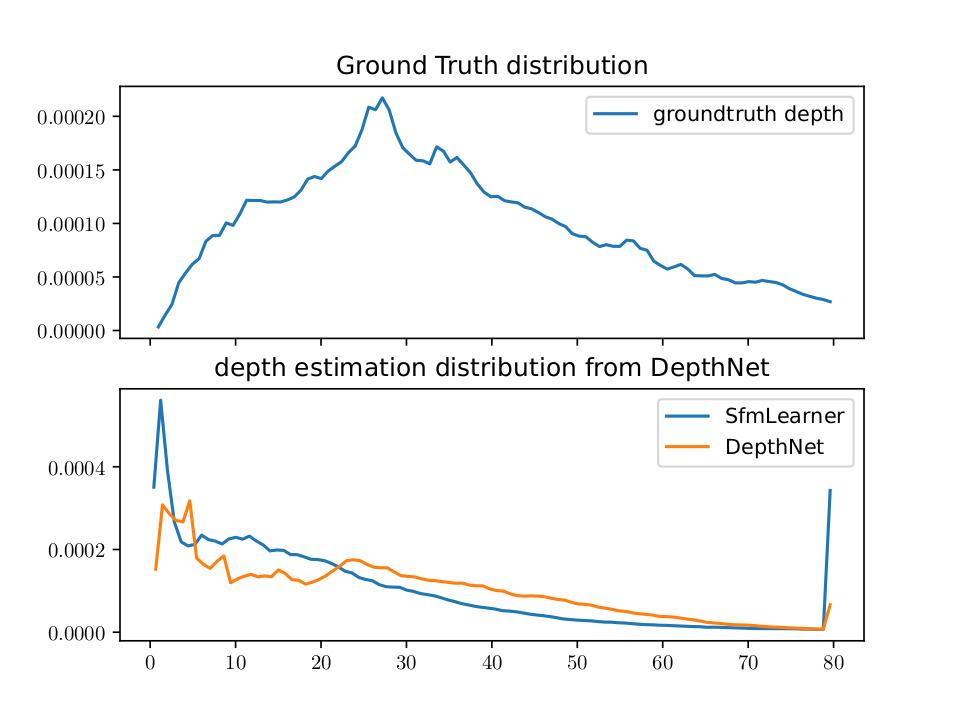 Ground Truth distribution
groundtruth depth
0.00020
0.00015
0.00010
0.00005
0.00000
depth estimation distribution from DepthNet
SfmLearner
DepthNet
0.0004
0.0002
0.0000
0 10 20 30 40 50 60 70 80